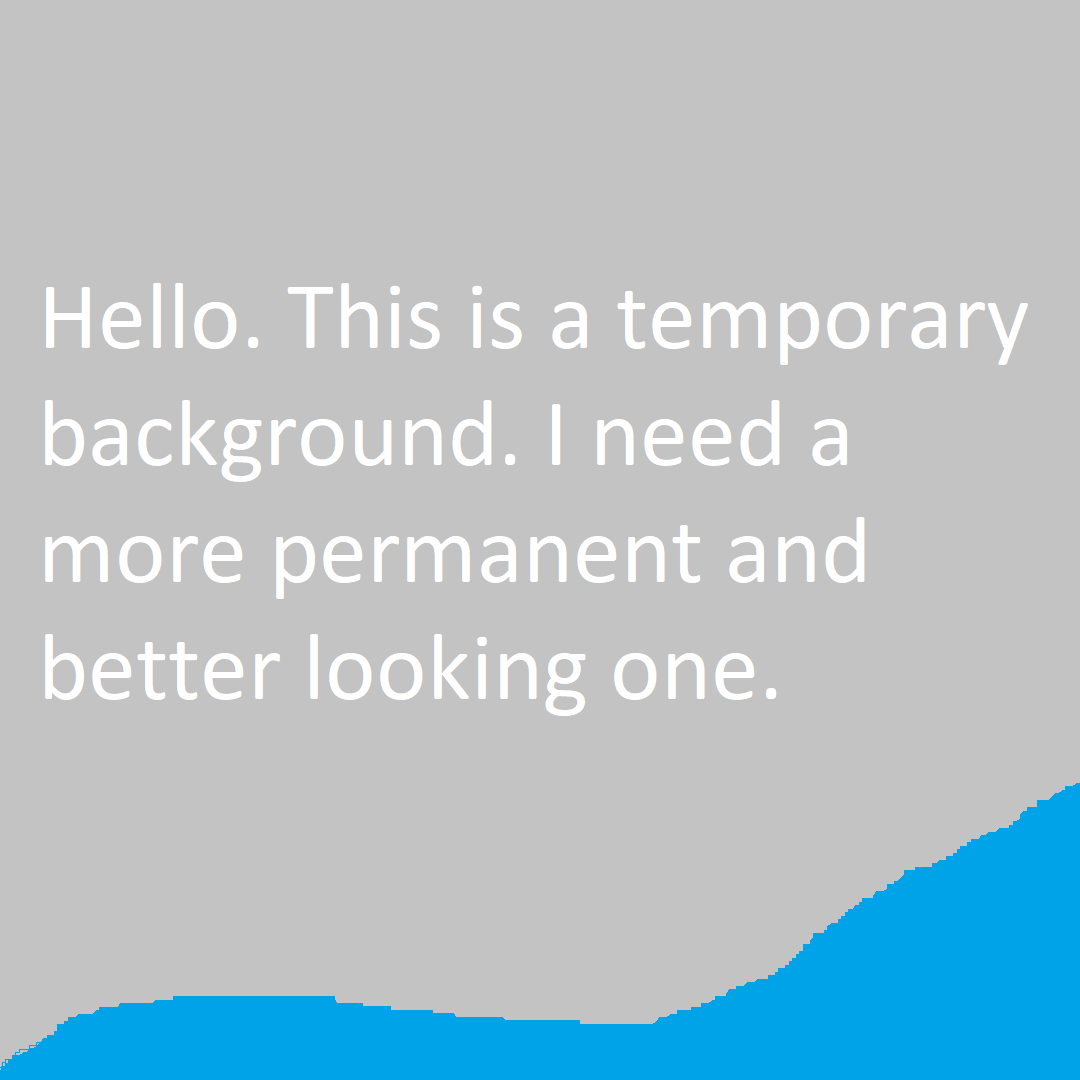 Hello. This is a temporary
background. I need a
more permanent and
better looking one.